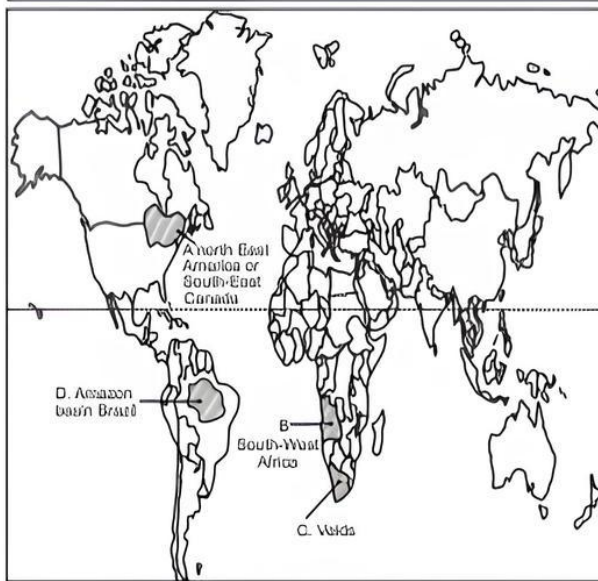 A north East
America or
South-East
Canada
D. Amazon
basin Brazil
B
South-West
Africa
C. Velds